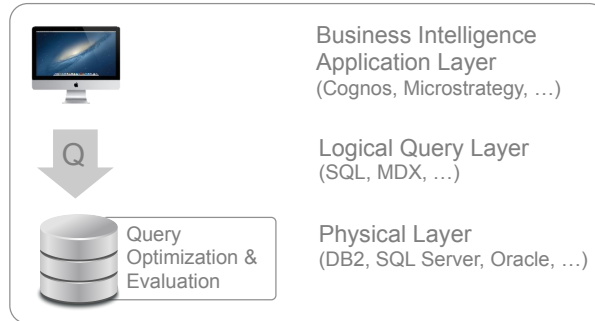 Business Intelligence
Application Layer
(Cognos, Microstrategy, …)
Q
Logical Query Layer
(SQL, MDX, …)
Query
Optimization &
Evaluation
Physical Layer
(DB2, SQL Server, Oracle, …)